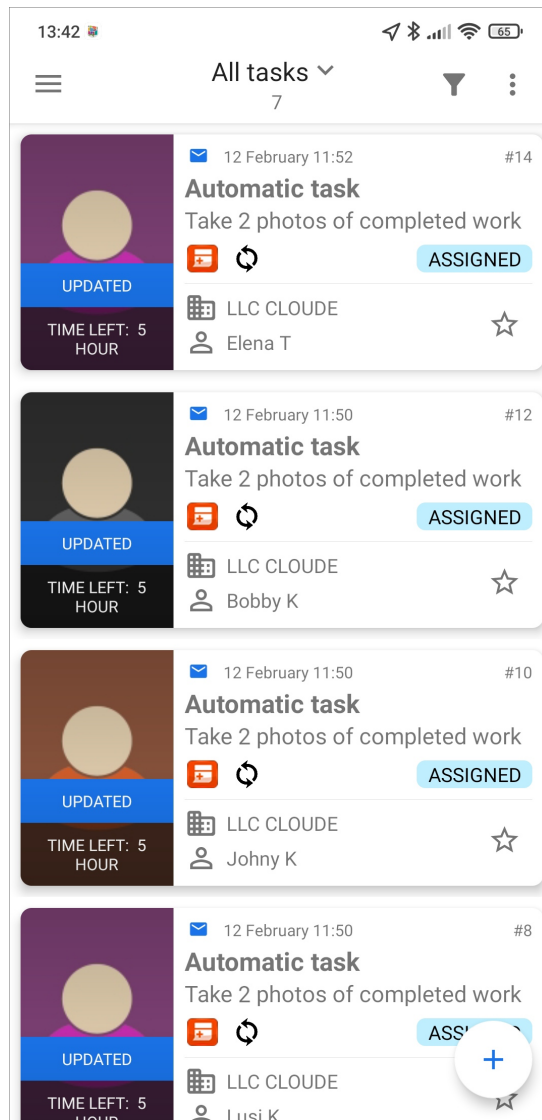 13:42
65
All tasks
7
12 February 11:52
#14
Automatic task
Take 2 photos of completed work
ASSIGNED
UPDATED
TIME LEFT: 5
HOUR
LLC CLOUDE
Elena T
12 February 11:50
#12
Automatic task
Take 2 photos of completed work
ASSIGNED
UPDATED
TIME LEFT: 5
HOUR
LLC CLOUDE
Bobby K
12 February 11:50
#10
Automatic task
Take 2 photos of completed work
ASSIGNED
UPDATED
TIME LEFT: 5
HOUR
LLC CLOUDE
Johny K
12 February 11:50
#8
Automatic task
Take 2 photos of completed work
UPDATED
TIME LEFT: 5
HOUR
LLC CLOUDE
Lusi K